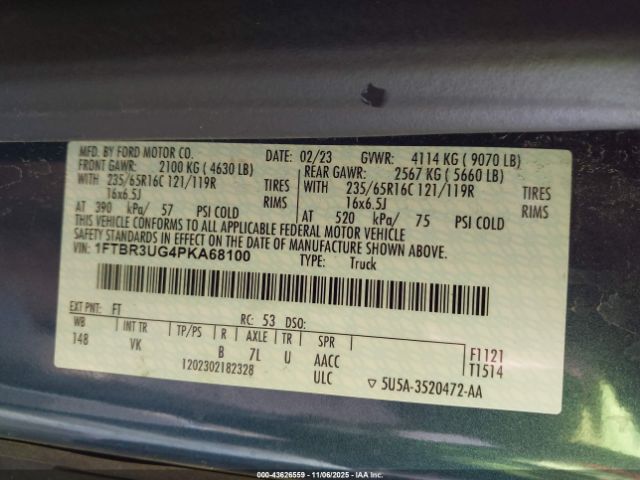 MFD. BY FORD MOTOR CO. DATE: 02/23 GVWR: 4114 KG ( 9070 LB)
FRONT GAWR: 2100 KG ( 4630 LB) REAR GAWR: 2567 KG ( 5660 LB)
WITH 235/65R16C 121/119R TIRES WITH 235/65R16C 121/119R TIRES
16x6.5J RIMS 16x6.5J RIMS
AT 390 kPa/ 57 PSI COLD AT 520 kPa/ 75 PSI COLD
THIS VEHICLE CONFORMS TO ALL APPLICABLE FEDERAL MOTOR VEHICLE
SAFETY STANDARDS IN EFFECT ON THE DATE OF MANUFACTURE SHOWN ABOVE.
VIN: 1FTBR3UG4PKA68100 TYPE: Truck
EXT PNT: FT RC: 53 DSO:
WB INT TR TP/PS R AXLE TR SPR
148 VK B 7L U AACC
1202302182328 ULC
F1121
T1514
▽ 5U5A-3520472-AA
#43626559 - 11/06/2025 - IAA Inc.